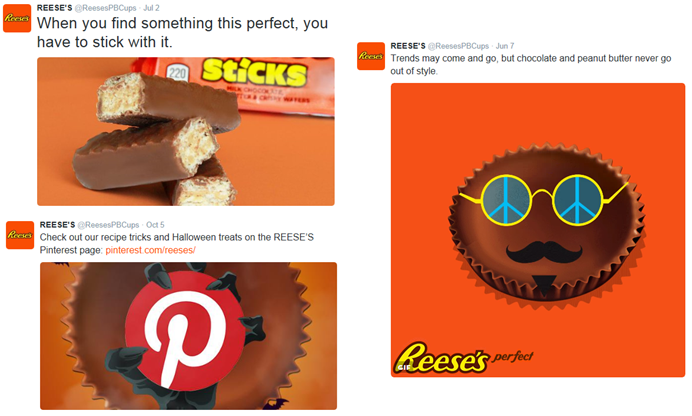 Reese's
REESE'S @ReesesPBCups · Jul 2
When you find something this perfect, you
have to stick with it.
220
STICKS
MILK CHOCOLATE
CRISPY WAFERS
Reese's
REESE'S @ReesesPBCups · Oct 5
Check out our recipe tricks and Halloween treats on the REESE'S
Pinterest page: pinterest.com/reeses/
Reese's
REESE'S @ReesesPBCups · Jun 7
Trends may come and go, but chocolate and peanut butter never go
out of style.
Reese's perfect
GIF